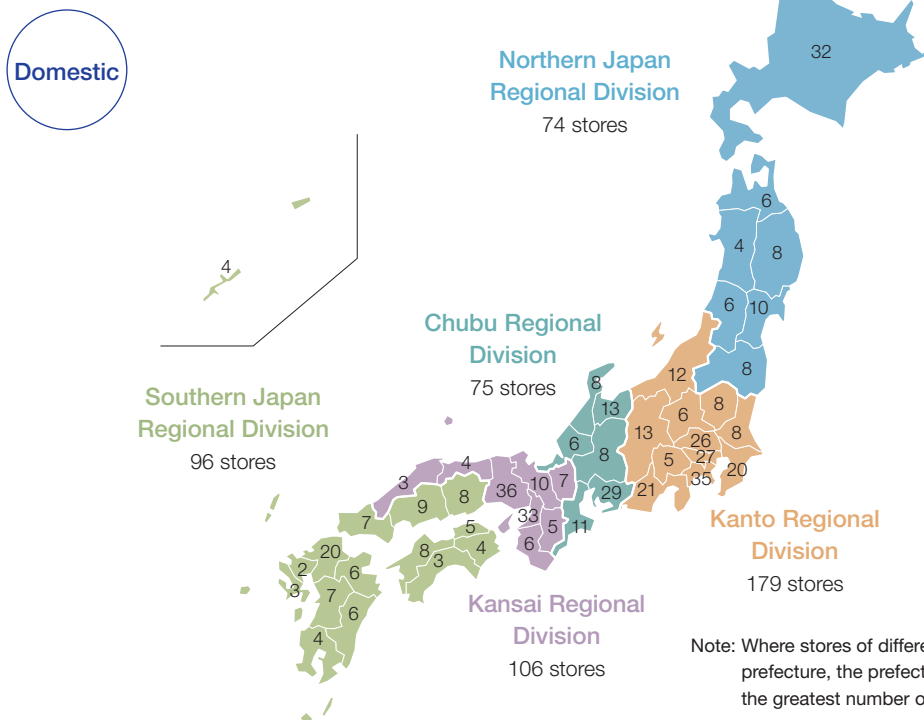 Domestic
Northern Japan
Regional Division
74 stores
32
6
4
8
6
10
8
4
Chubu Regional
Division
75 stores
8
13
6
8
29
11
12
6
8
13
26
8
27
5
20
35
21
Kanto Regional
Division
179 stores
Southern Japan
Regional Division
96 stores
3
4
36
10
7
33
5
6
Kansai Regional
Division
106 stores
9
8
7
5
8
3
4
20
2
6
3
7
6
4
Note: Where stores of
prefecture, the
the greatest number